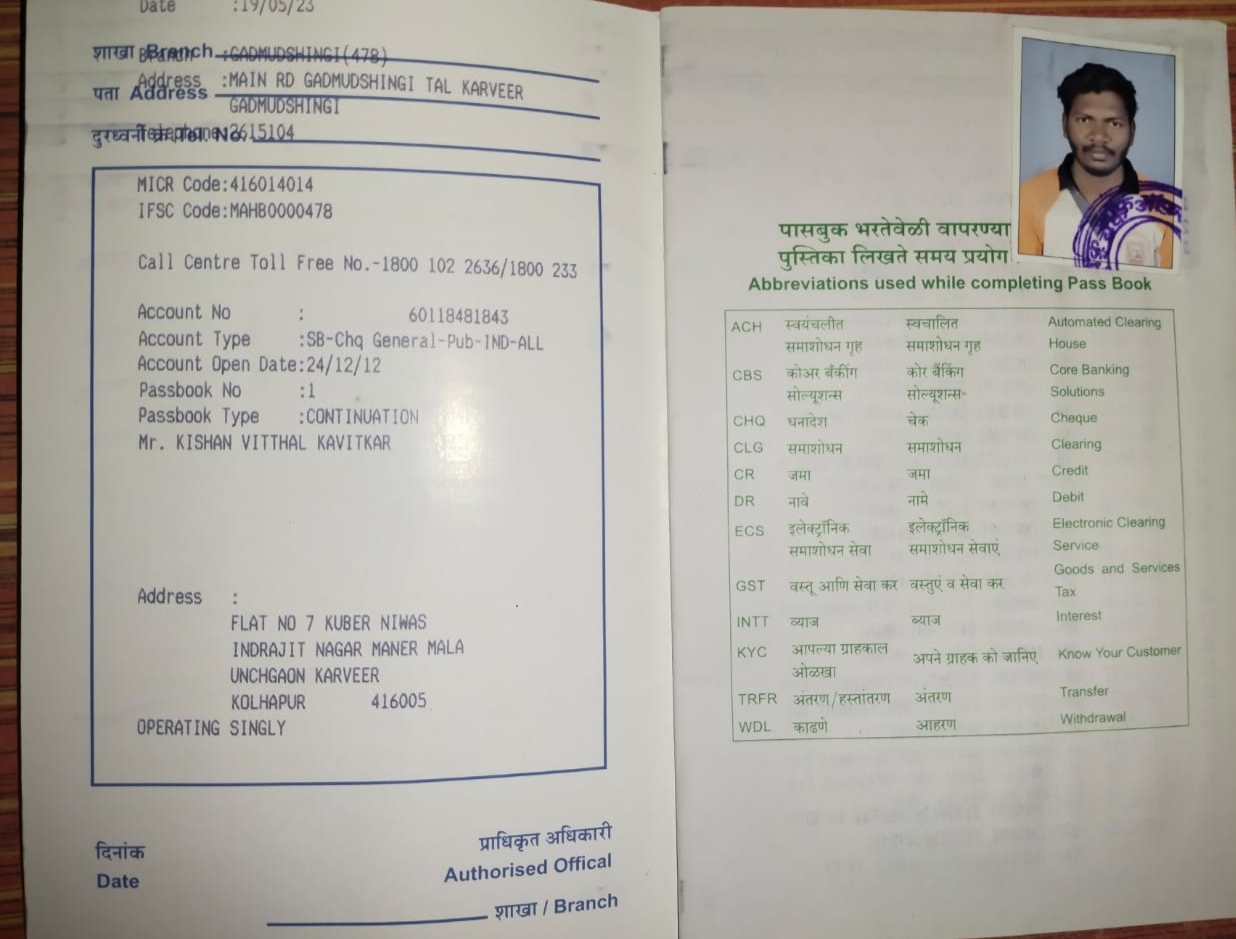 Date :19/05/23
शाखा Branch
Branch :GADMUDSHINGI(478)
Address :MAIN RD GADMUDSHINGI TAL KARVEER
पता Address
GADMUDSHINGI
दुरध्वनी क्र. Tel. No.
Telephone :2615104
MICR Code:416014014
IFSC Code:MAHB0000478
Call Centre Toll Free No.-1800 102 2636/1800 233
Account No : 60118481843
Account Type :SB-Chq General-Pub-IND-ALL
Account Open Date:24/12/12
Passbook No :1
Passbook Type :CONTINUATION
Mr. KISHAN VITTHAL KAVITKAR
Address :
FLAT NO 7 KUBER NIWAS
INDRAJIT NAGAR MANER MALA
UNCHGAON KARVEER
KOLHAPUR 416005
OPERATING SINGLY
दिनांक
Date
प्राधिकृत अधिकारी
Authorised Offical
शाखा / Branch
पासबुक भरतेवेळी वापरण्या
पुस्तिका लिखते समय प्रयोग
Abbreviations used while completing Pass Book
ACH स्वयंचलीत स्वचालित Automated Clearing
समाशोधन गृह समाशोधन गृह House
CBS कोअर बँकींग कोर बैंकिंग Core Banking
सोल्यूशन्स सोल्यूशन्स- Solutions
CHQ धनादेश चेक Cheque
CLG समाशोधन समाशोधन Clearing
CR जमा जमा Credit
DR नावे नामे Debit
ECS इलेक्ट्रॉनिक इलेक्ट्रॉनिक Electronic Clearing
समाशोधन सेवा समाशोधन सेवाएं Service
GST वस्तू आणि सेवा कर वस्तुएं व सेवा कर Goods and Services
Tax
INTT व्याज ब्याज Interest
KYC आपल्या ग्राहकाल अपने ग्राहक को जानिए Know Your Customer
ओळखा
TRFR अंतरण/हस्तांतरण अंतरण Transfer
WDL काढणे आहरण Withdrawal